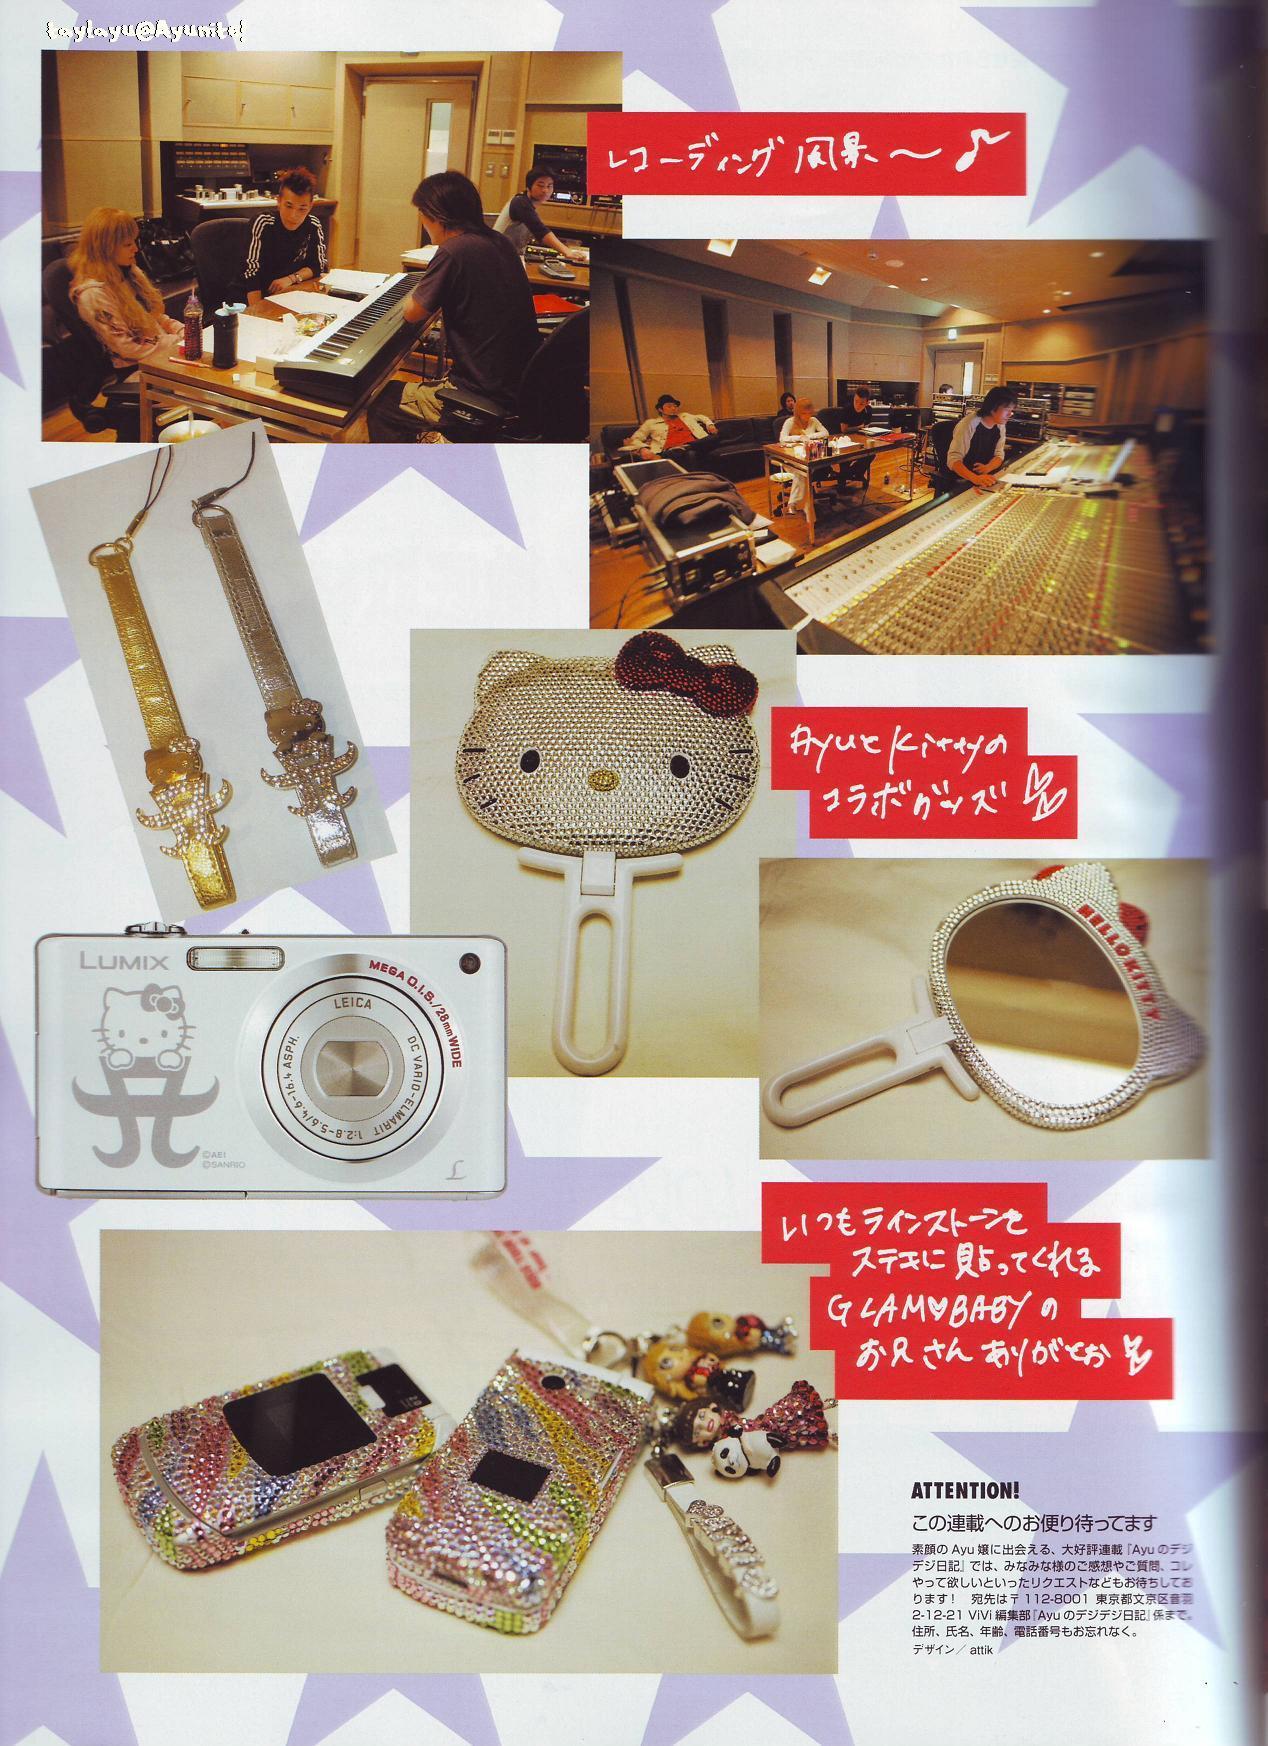 taytayu@Ayunite!
レコーディング風景〜♪
Ayuと Kittyの
コラボグッズ
HELLO KITTY
LUMIX
MEGA O.I.S./28mm WIDE
LEICA
DC VARIO-ELMARIT 1:2.8-5.6/4.6-16.4 ASPH.
©AEI
©SANRIO
L
いつもラインストーンを
ステキに貼ってくれる
GLAM♥BABYの
お兄さんありがとお
ATTENTION!
この連載へのお便り待ってます
素顔のAyu嬢に出会える、大好評連載『Ayuのデジ
デジ日記』では、みなみな様のご感想やご質問、コレ
やって欲しいといったリクエストなどもお待ちしてお
ります！ 宛先は〒112-8001 東京都文京区音羽
2-12-21 ViVi編集部『Ayuのデジデジ日記』係まで。
住所、氏名、年齢、電話番号もお忘れなく。
デザイン／attik